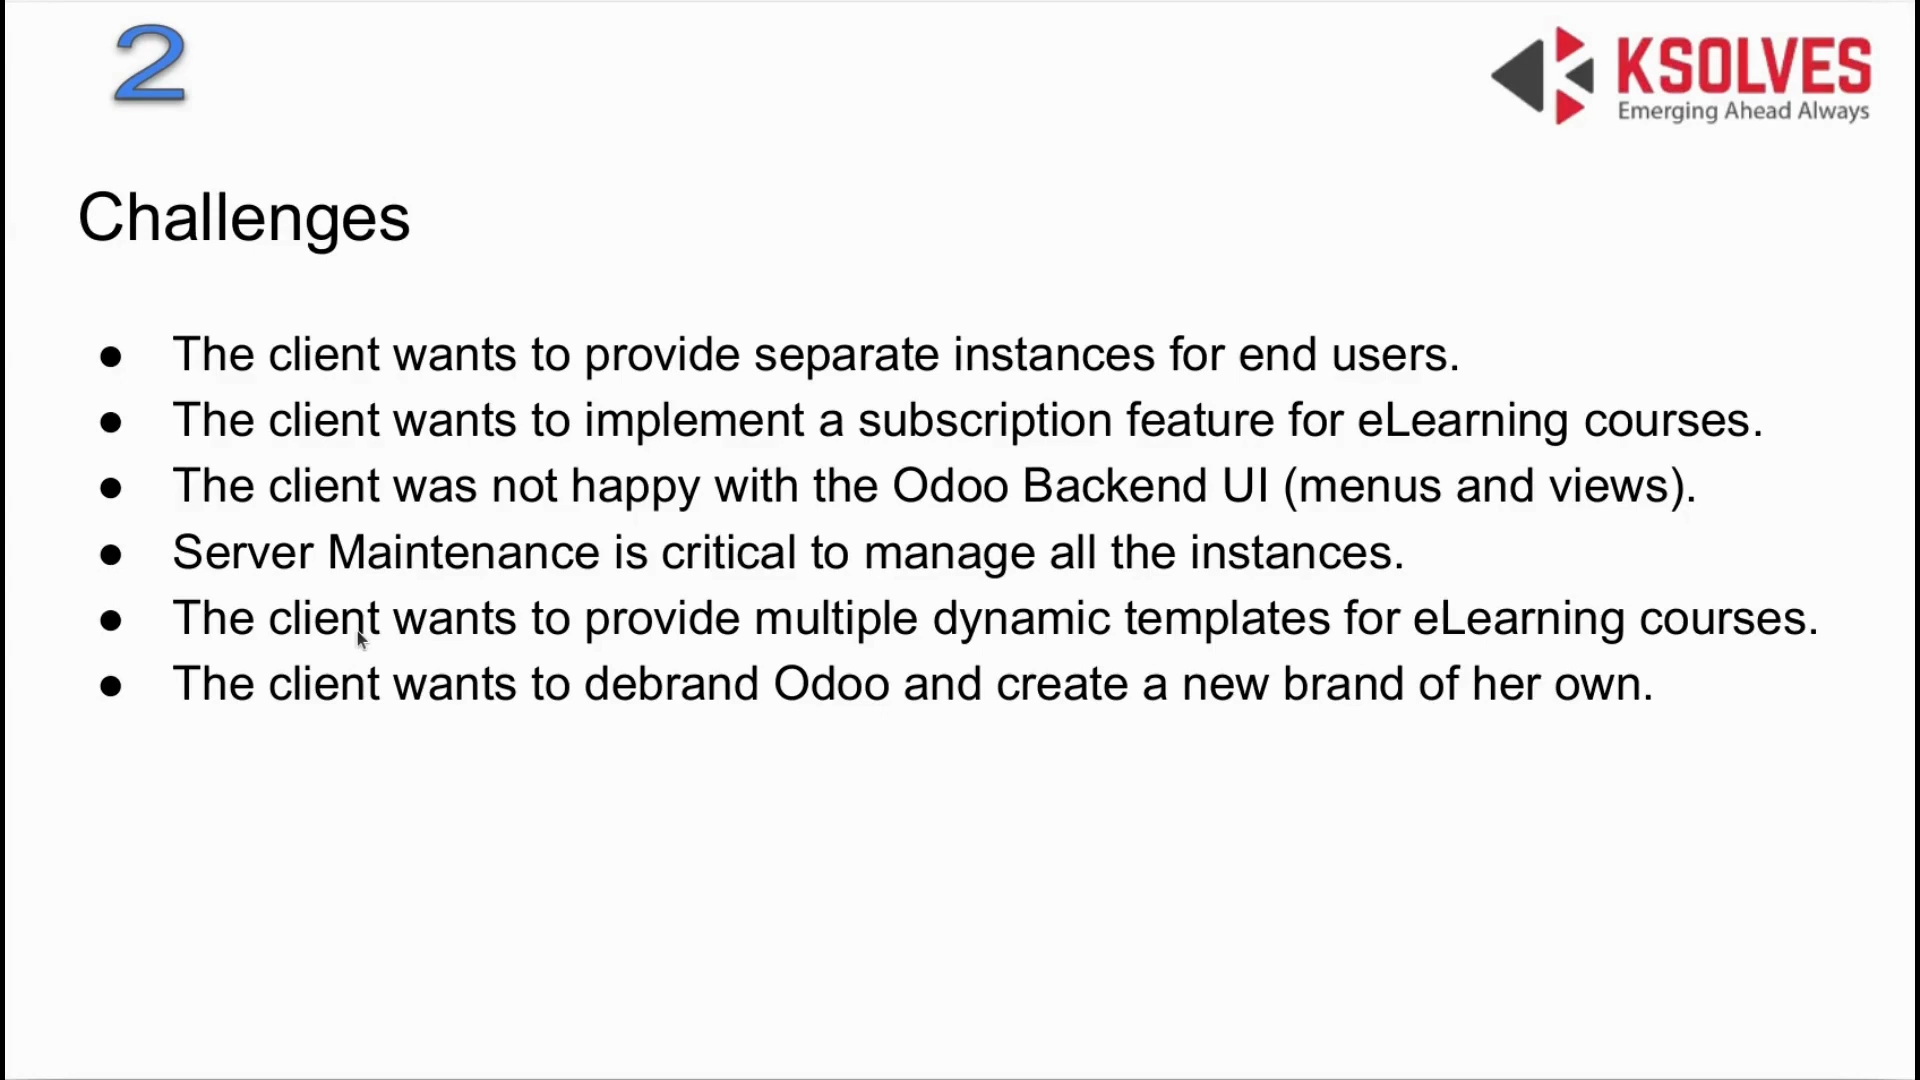 2
KSOLVES
Emerging Ahead Always
Challenges
● The client wants to provide separate instances for end users.
● The client wants to implement a subscription feature for eLearning courses.
● The client was not happy with the Odoo Backend UI (menus and views).
● Server Maintenance is critical to manage all the instances.
● The client wants to provide multiple dynamic templates for eLearning courses.
● The client wants to debrand Odoo and create a new brand of her own.